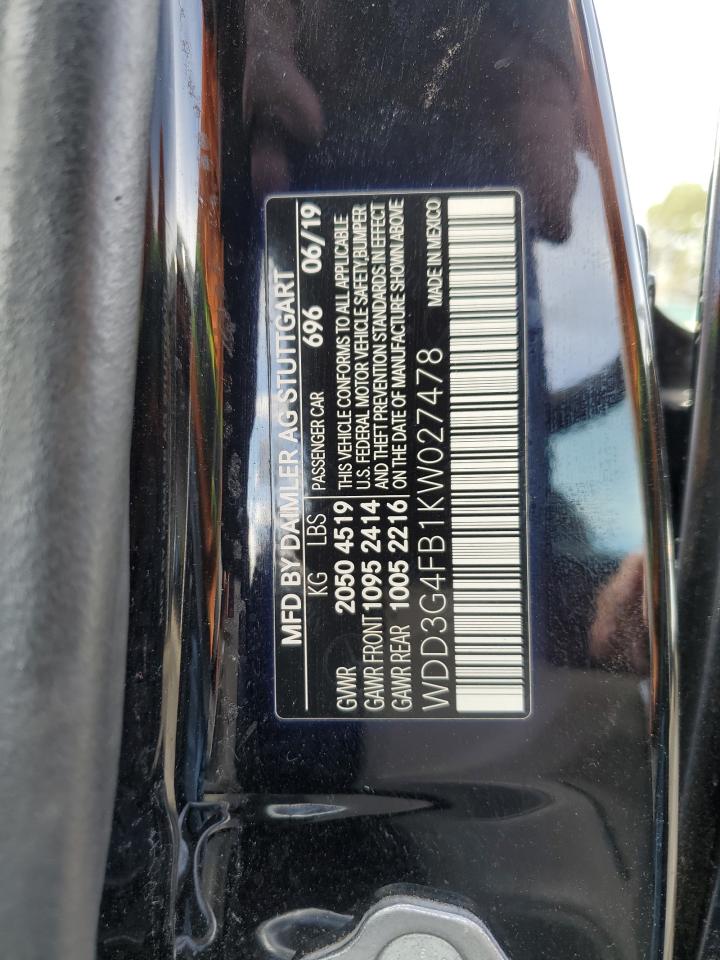 MFD BY DAIMLER AG STUTTGART
KG LBS
696 06/19
GVWR 2050 4519
GAWR FRONT 1095 2414
GAWR REAR 1005 2216
PASSENGER CAR
THIS VEHICLE CONFORMS TO ALL APPLICABLE
U.S. FEDERAL MOTOR VEHICLE SAFETY, BUMPER
AND THEFT PREVENTION STANDARDS IN EFFECT
ON THE DATE OF MANUFACTURE SHOWN ABOVE
WDD3G4FB1KW027478
MADE IN MEXICO